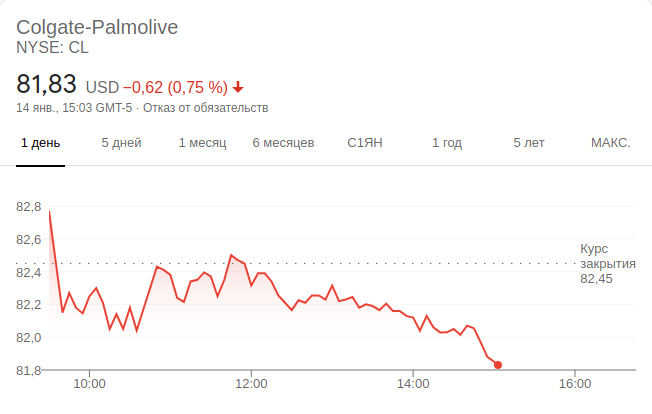 Colgate-Palmolive
NYSE: CL
81,83 USD −0,62 (0,75 %)
14 янв., 15:03 GMT-5 · Отказ от обязательств
1 день 5 дней 1 месяц 6 месяцев С1ЯН 1 год 5 лет МАКС.
82,8
82,6
Курс
закрытия
82,45
82,4
82,2
82,0
81,8
10:00 12:00 14:00 16:00